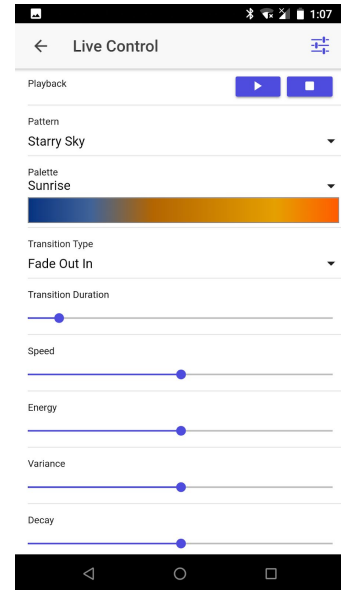 1:07
Live Control
Playback
Pattern
Starry Sky
Palette
Sunrise
Transition Type
Fade Out In
Transition Duration
Speed
Energy
Variance
Decay